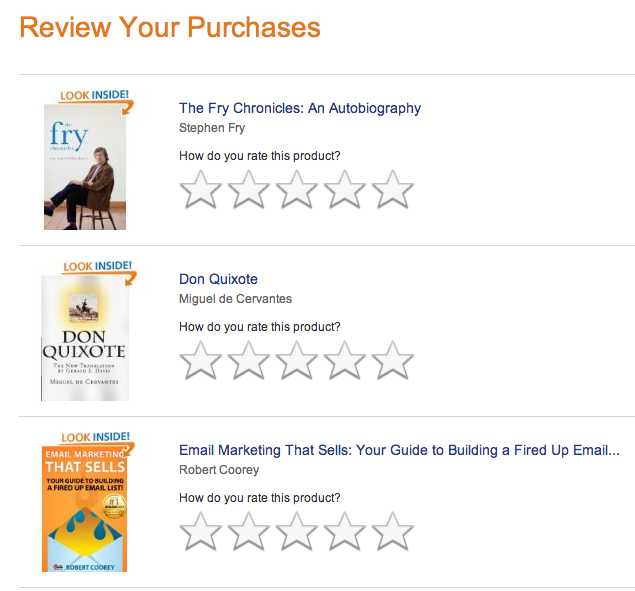 Review Your Purchases
LOOK INSIDE!
the
fry
chronicles
The Fry Chronicles: An Autobiography
Stephen Fry
How do you rate this product?
LOOK INSIDE!
DON
QUIXOTE
THE NEW TRANSLATION
BY GERALD J. DAVIS
MIGUEL DE CERVANTES
Don Quixote
Miguel de Cervantes
How do you rate this product?
LOOK INSIDE!
EMAIL MARKETING
THAT SELLS
YOUR GUIDE TO BUILDING
A FIRED UP EMAIL LIST!
#1
ROBERT COOREY
Email Marketing That Sells: Your Guide to Building a Fired Up Email...
Robert Coorey
How do you rate this product?